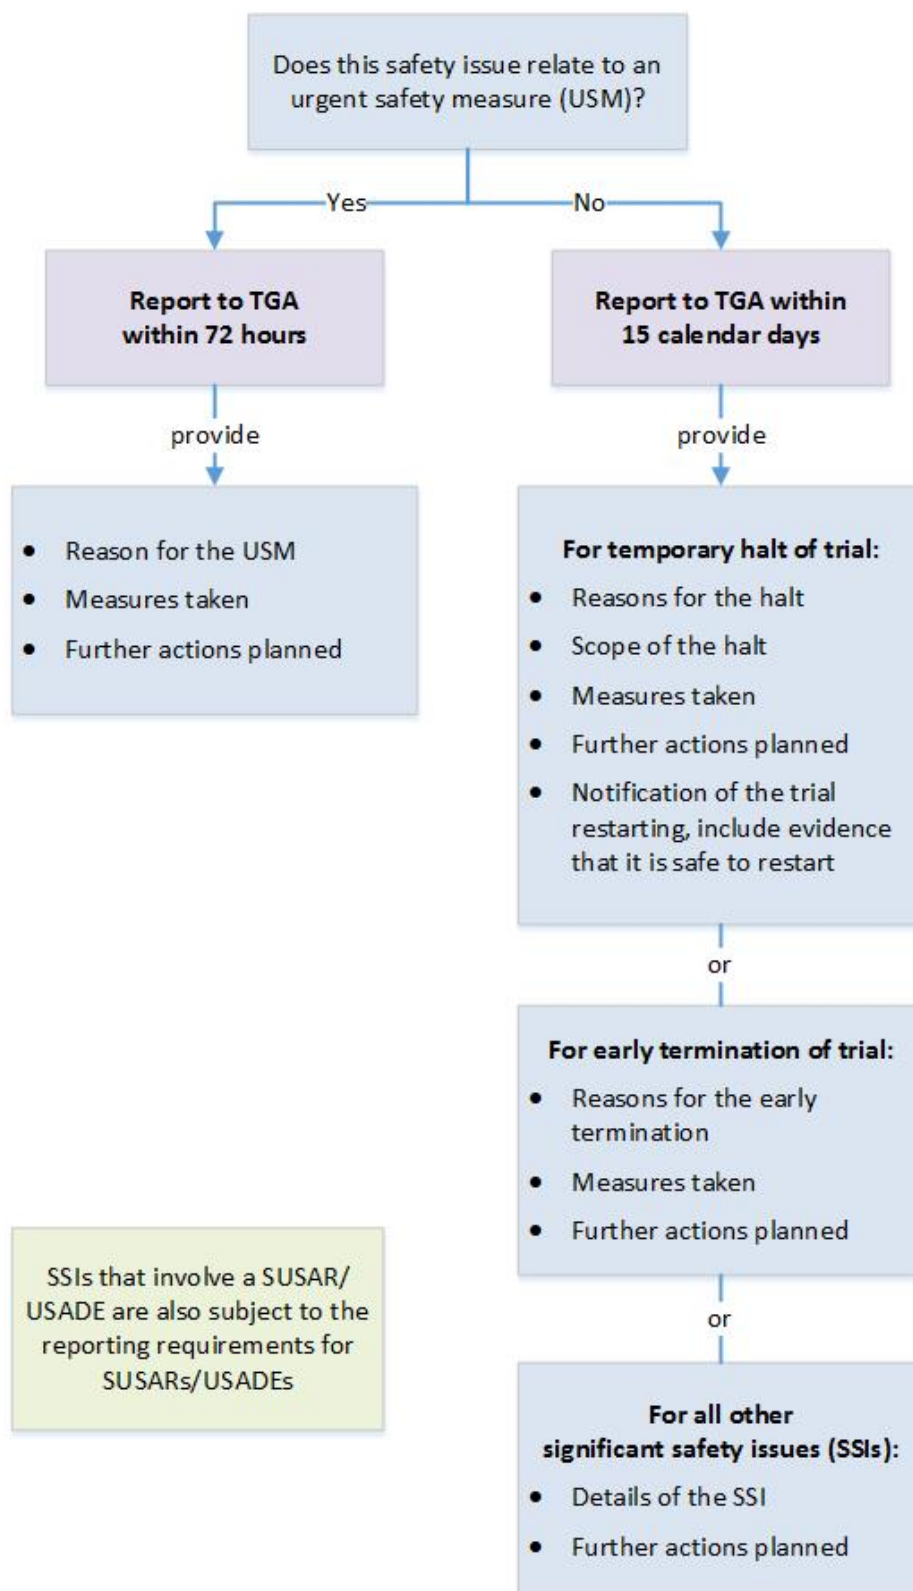 Does this safety issue relate to an
urgent safety measure (USM)?
Yes
No
Report to TGA
within 72 hours
Report to TGA within
15 calendar days
provide
provide
• Reason for the USM
• Measures taken
• Further actions planned
For temporary halt of trial:
• Reasons for the halt
• Scope of the halt
• Measures taken
• Further actions planned
• Notification of the trial
restarting, include evidence
that it is safe to restart
or
For early termination of trial:
• Reasons for the early
termination
• Measures taken
• Further actions planned
SSIs that involve a SUSAR/
USADE are also subject to the
reporting requirements for
SUSARs/USADEs
or
For all other
significant safety issues (SSIs):
• Details of the SSI
• Further actions planned